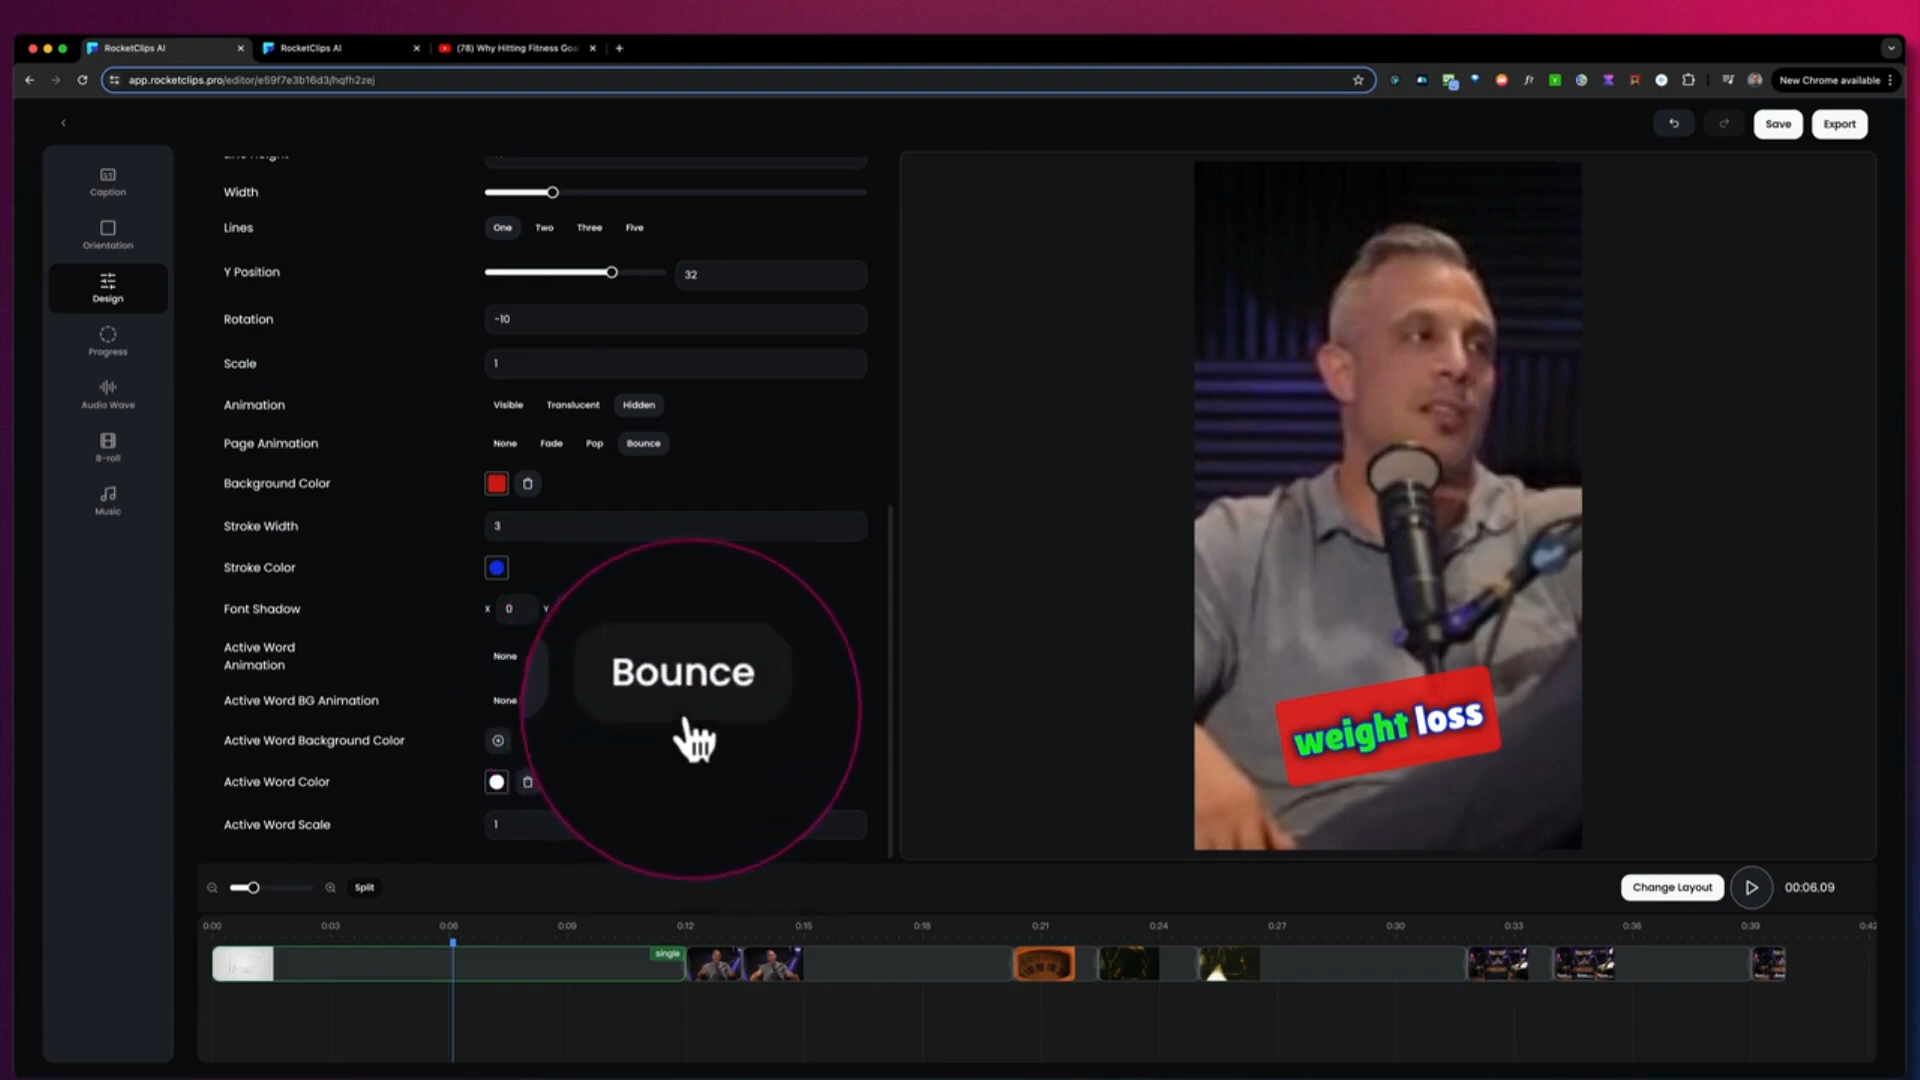 RocketClips AI
RocketClips AI
(78) Why Hitting Fitness Goa
app.rocketclips.pro/editor/e59f7e3b16d3/hqfh2zej
New Chrome available
Save
Export
Caption
Orientation
Design
Progress
Audio Wave
B-roll
Music
Line Height
Width
Lines
One
Two
Three
Five
Y Position
32
Rotation
-10
Scale
1
Animation
Visible
Translucent
Hidden
Page Animation
None
Fade
Pop
Bounce
Background Color
Stroke Width
3
Stroke Color
Font Shadow
X
0
Y
Active Word
Animation
None
Bounce
Active Word BG Animation
None
Active Word Background Color
Active Word Color
Active Word Scale
1
weight loss
Split
Change Layout
00:06.09
0:00
0:03
0:06
0:09
0:12
0:15
0:18
0:21
0:24
0:27
0:30
0:33
0:36
0:39
0:42
single